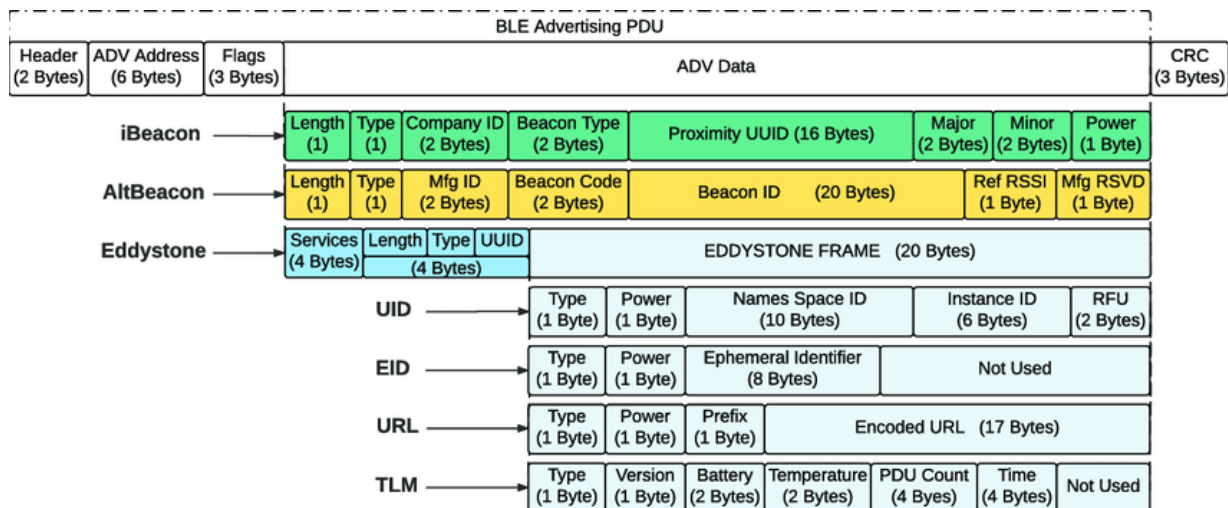 BLE Advertising PDU
Header ADV Address Flags ADV Data CRC
(2 Bytes) (6 Bytes) (3 Bytes) (3 Bytes)
iBeacon Length Type Company ID Beacon Type Proximity UUID (16 Bytes) Major Minor Power
(1) (1) (2 Bytes) (2 Bytes) (2 Bytes) (2 Bytes) (1 Byte)
AltBeacon Length Type Mfg ID Beacon Code Beacon ID (20 Bytes) Ref RSSI Mfg RSVD
(1) (1) (2 Bytes) (2 Bytes) (1 Byte) (1 Byte)
Eddystone Services Length Type UUID EDDYSTONE FRAME (20 Bytes)
(4 Bytes) (4 Bytes)
UID Type Power Names Space ID Instance ID RFU
(1 Byte) (1 Byte) (10 Bytes) (6 Bytes) (2 Bytes)
EID Type Power Ephemeral Identifier Not Used
(1 Byte) (1 Byte) (8 Bytes)
URL Type Power Prefix Encoded URL (17 Bytes)
(1 Byte) (1 Byte) (1 Byte)
TLM Type Version Battery Temperature PDU Count Time Not Used
(1 Byte) (1 Byte) (2 Bytes) (2 Bytes) (4 Byes) (4 Bytes)